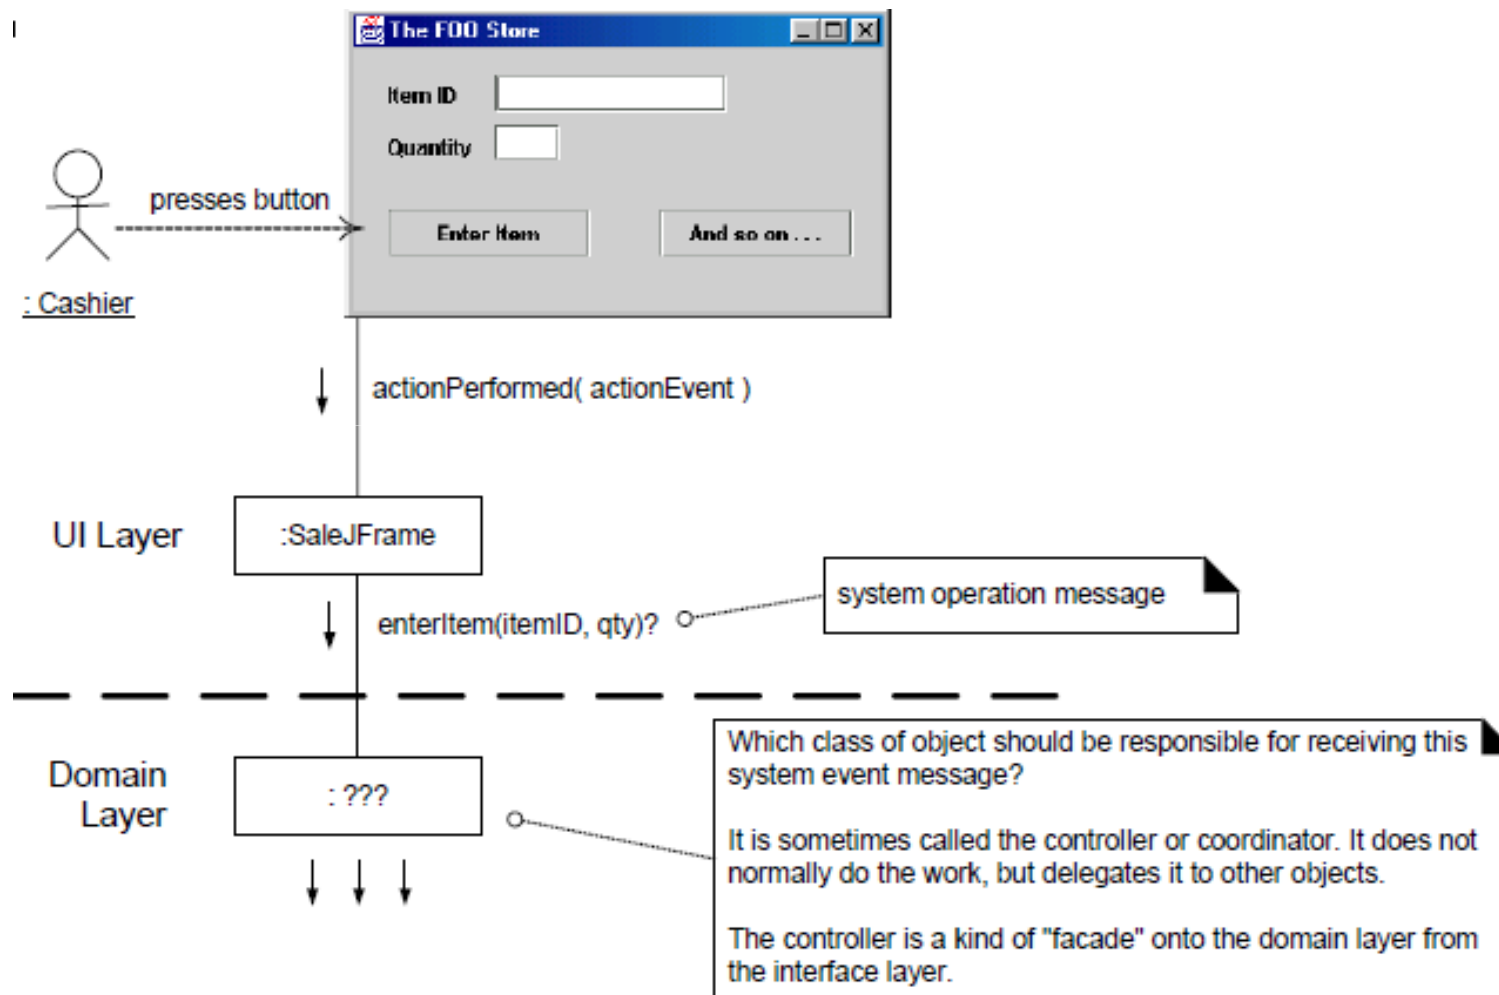 The FOO Store
Item ID
Quantity
presses button
Enter Item
And so on . . .
: Cashier
actionPerformed( actionEvent )
UI Layer
:SaleJFrame
system operation message
enterItem(itemID, qty)?
Which class of object should be responsible for receiving this
system event message?
Domain
Layer
: ???
It is sometimes called the controller or coordinator. It does not
normally do the work, but delegates it to other objects.
The controller is a kind of "facade" onto the domain layer from
the interface layer.